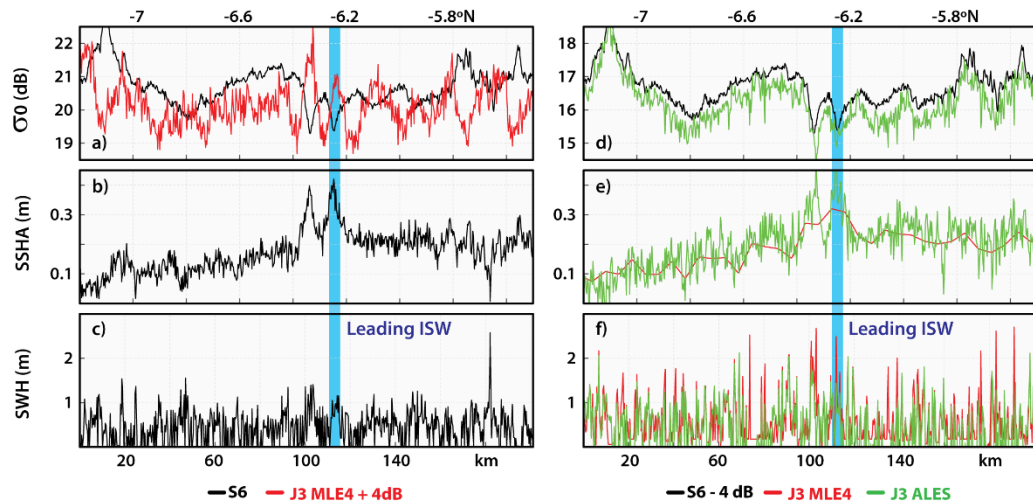 -7 -6.6 -6.2 -5.8ºN
-7 -6.6 -6.2 -5.8ºN
σ0 (dB)
22
21
20
19
a)
18
17
16
15
d)
SSHA (m)
0.3
0.1
b)
0.3
0.1
e)
SWH (m)
2
1
c)
Leading ISW
2
1
f)
Leading ISW
20 60 100 140 km
20 60 100 140 km
S6 J3 MLE4 + 4dB
S6 - 4 dB J3 MLE4 J3 ALES